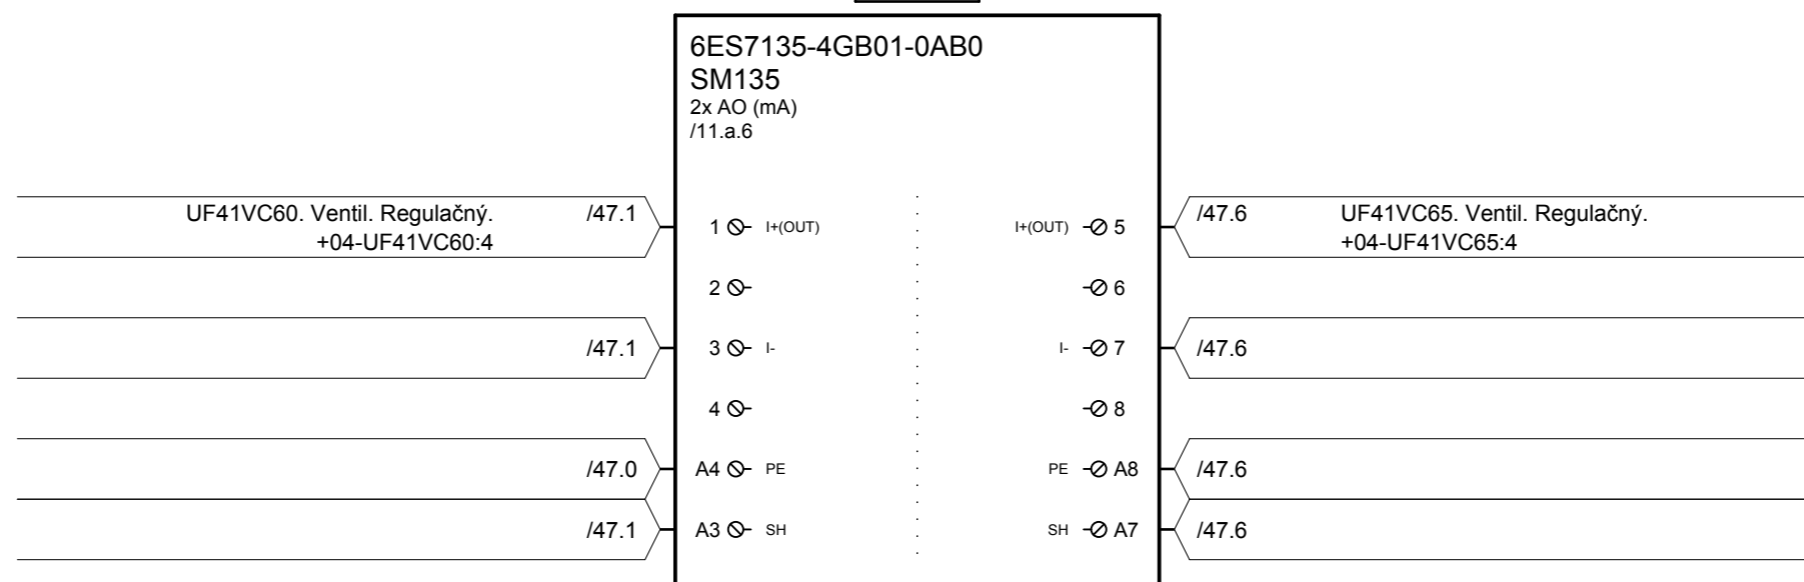 6ES7135-4GB01-0AB0
SM135
2x AO (mA)
/11.a.6
UF41VC60. Ventil. Regulačný. /47.1 1 I+(OUT) I+(OUT) 5 /47.6 UF41VC65. Ventil. Regulačný.
+04-UF41VC60:4 +04-UF41VC65:4
2 6
/47.1 3 I- I- 7 /47.6
4 8
/47.0 A4 PE PE A8 /47.6
/47.1 A3 SH SH A7 /47.6